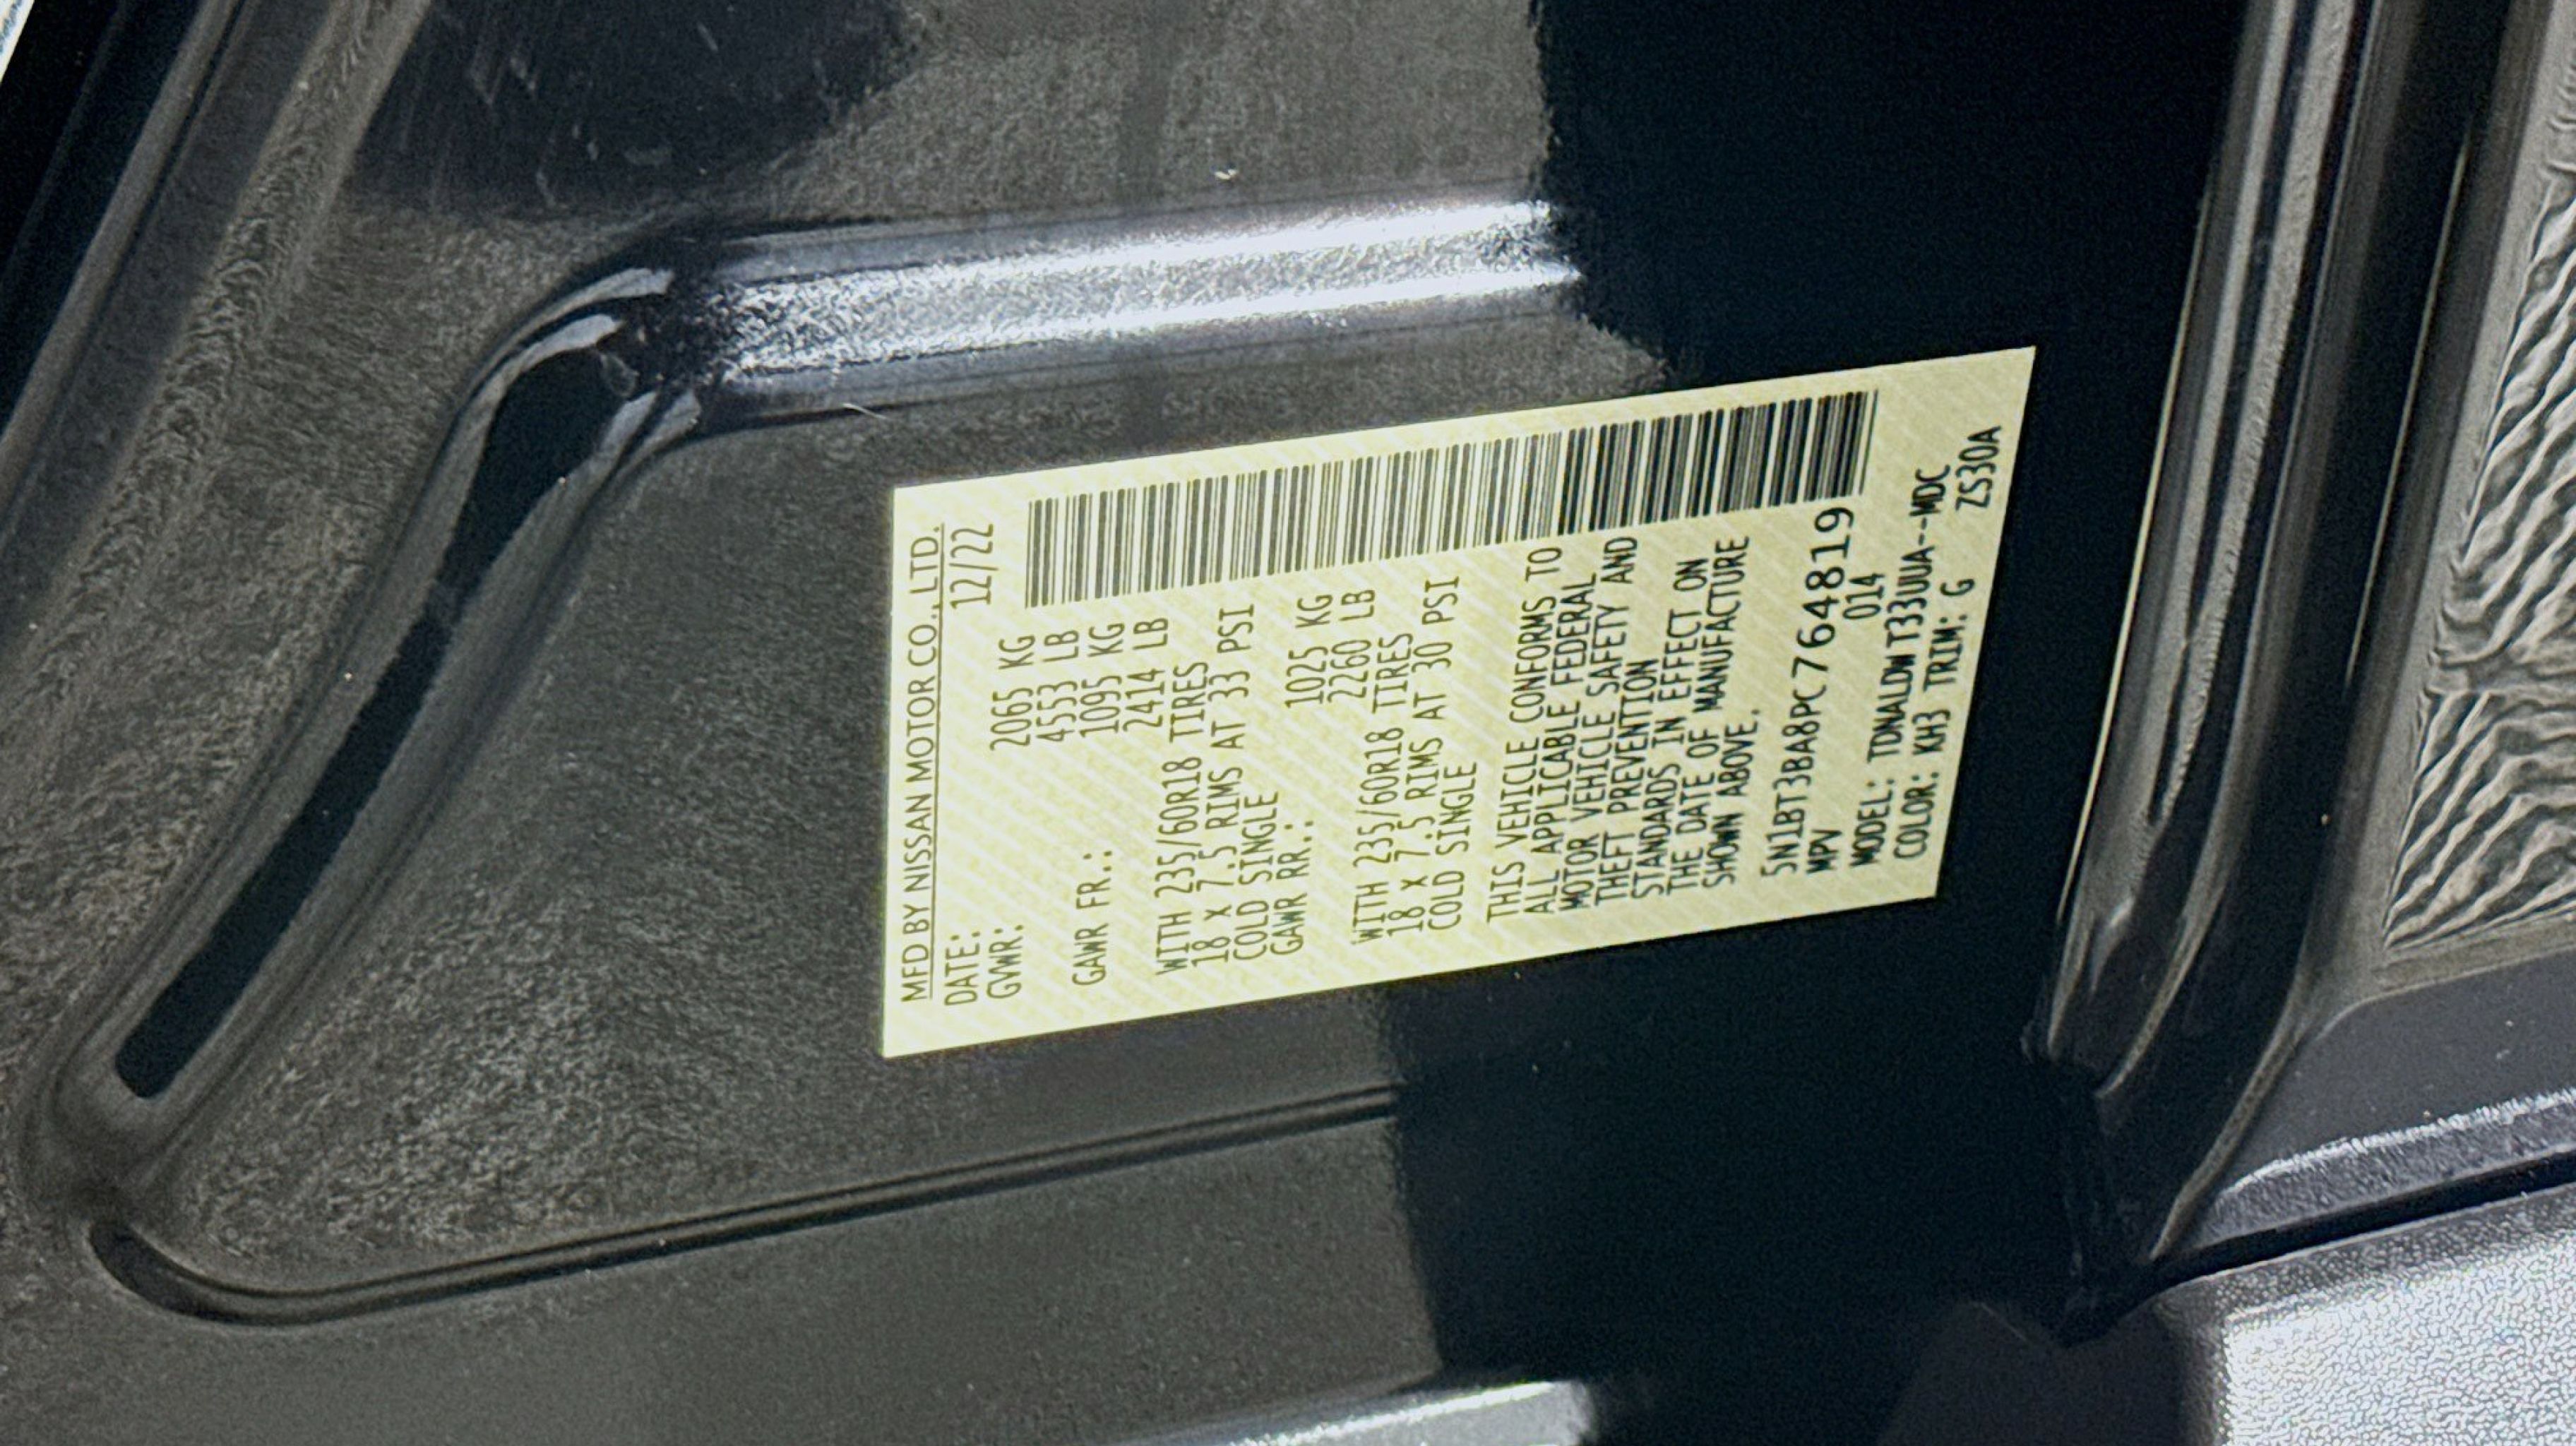 MFD BY NISSAN MOTOR CO., LTD.
DATE: 12/22
GVWR: 2065 KG
4553 LB
GAWR FR.: 1095 KG
2414 LB
WITH 235/60R18 TIRES
18 X 7.5 RIMS AT 33 PSI
COLD SINGLE
GAWR RR.: 1025 KG
2260 LB
WITH 235/60R18 TIRES
18 X 7.5 RIMS AT 30 PSI
COLD SINGLE
THIS VEHICLE CONFORMS TO
ALL APPLICABLE FEDERAL
MOTOR VEHICLE SAFETY AND
THEFT PREVENTION
STANDARDS IN EFFECT ON
THE DATE OF MANUFACTURE
SHOWN ABOVE.
5N1BT3BA8PC764819
MPV 014
MODEL: TDNALDWT33UUA--MDC
COLOR: KH3 TRIM: G ZS30A